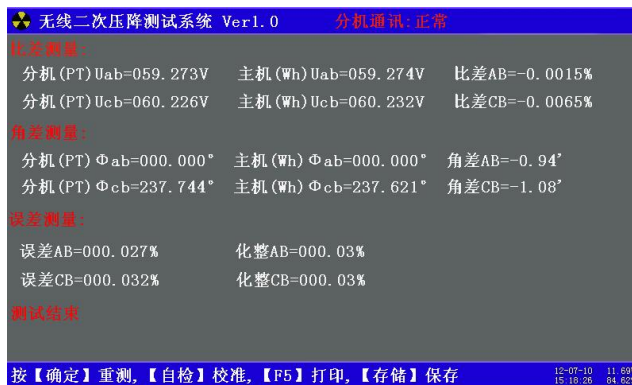 无线二次压降测试系统 Ver1.0 分机通讯:正常
比差测量:
分机(PT)Uab=059.273V 主机(Wh)Uab=059.274V 比差AB=-0.0015%
分机(PT)Ucb=060.226V 主机(Wh)Ucb=060.232V 比差CB=-0.0065%
角差测量:
分机(PT)Φab=000.000° 主机(Wh)Φab=000.000° 角差AB=-0.94′
分机(PT)Φcb=237.744° 主机(Wh)Φcb=237.621° 角差CB=-1.08′
误差测量:
误差AB=000.027% 化整AB=000.03%
误差CB=000.032% 化整CB=000.03%
测试结束
按【确定】重测,【自检】校准,【F5】打印,【存储】保存 12-07-10 11.69V
15:18:26 84.62%